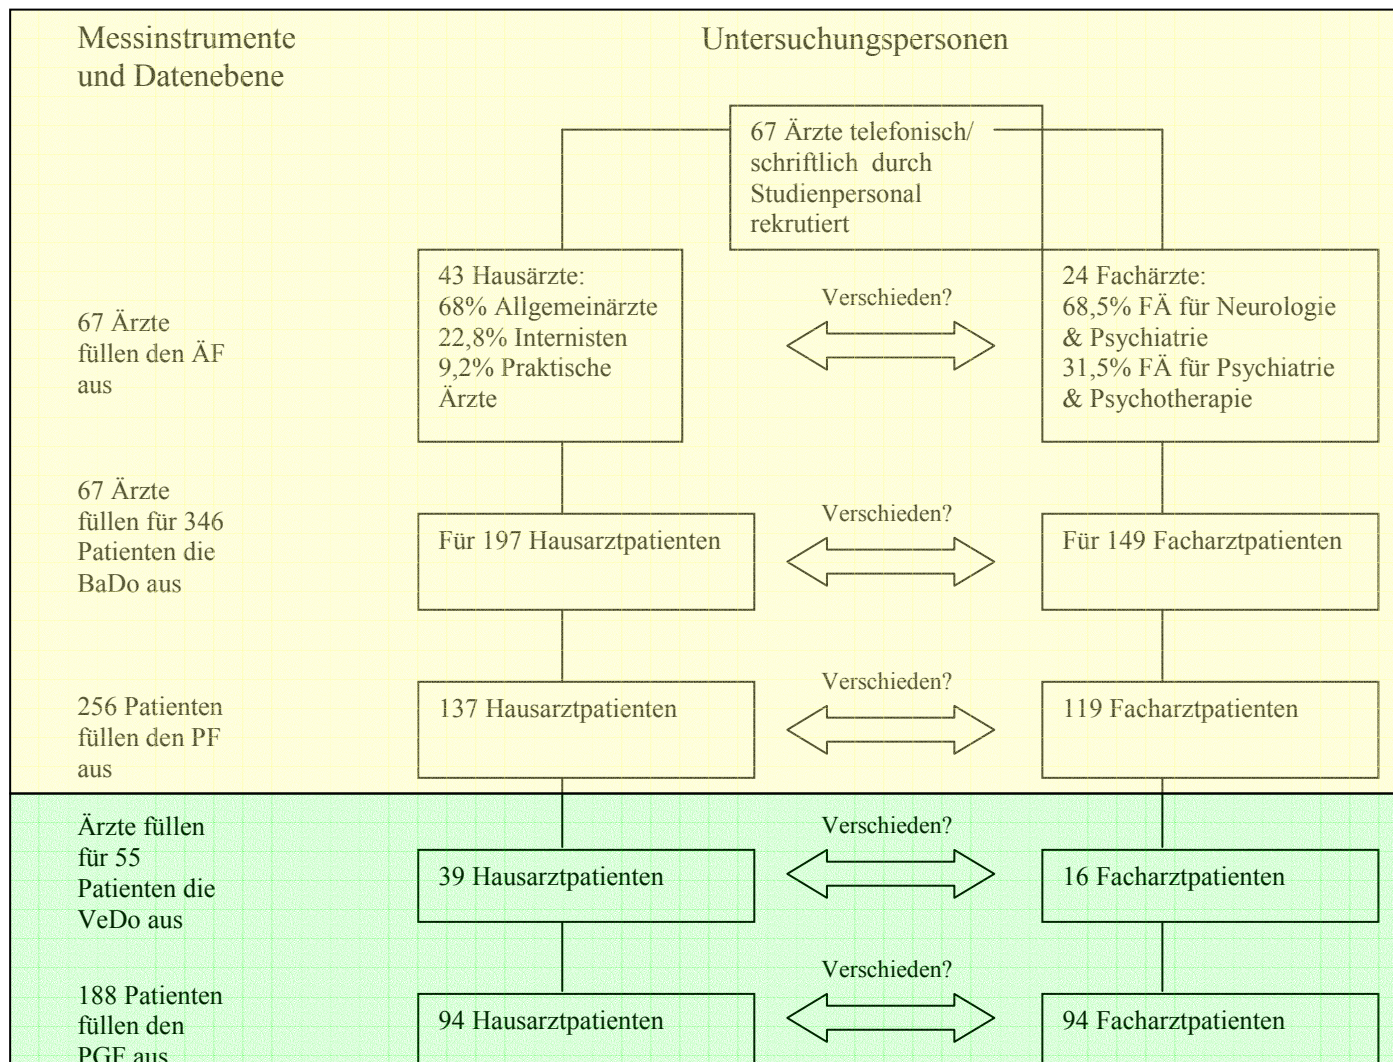 Messinstrumente
und Datenebene
Untersuchungspersonen
67 Ärzte telefonisch/
schriftlich durch
Studienpersonal
rekrutiert
67 Ärzte
füllen den ÄF
aus
43 Hausärzte:
68% Allgemeinärzte
22,8% Internisten
9,2% Praktische
Ärzte
Verschieden?
24 Fachärzte:
68,5% FÄ für Neurologie
& Psychiatrie
31,5% FÄ für Psychiatrie
& Psychotherapie
67 Ärzte
füllen für 346
Patienten die
BaDo aus
Für 197 Hausarztpatienten
Verschieden?
Für 149 Facharztpatienten
256 Patienten
füllen den PF
aus
137 Hausarztpatienten
Verschieden?
119 Facharztpatienten
Ärzte füllen
für 55
Patienten die
VeDo aus
39 Hausarztpatienten
Verschieden?
16 Facharztpatienten
188 Patienten
füllen den
PGF aus
94 Hausarztpatienten
Verschieden?
94 Facharztpatienten